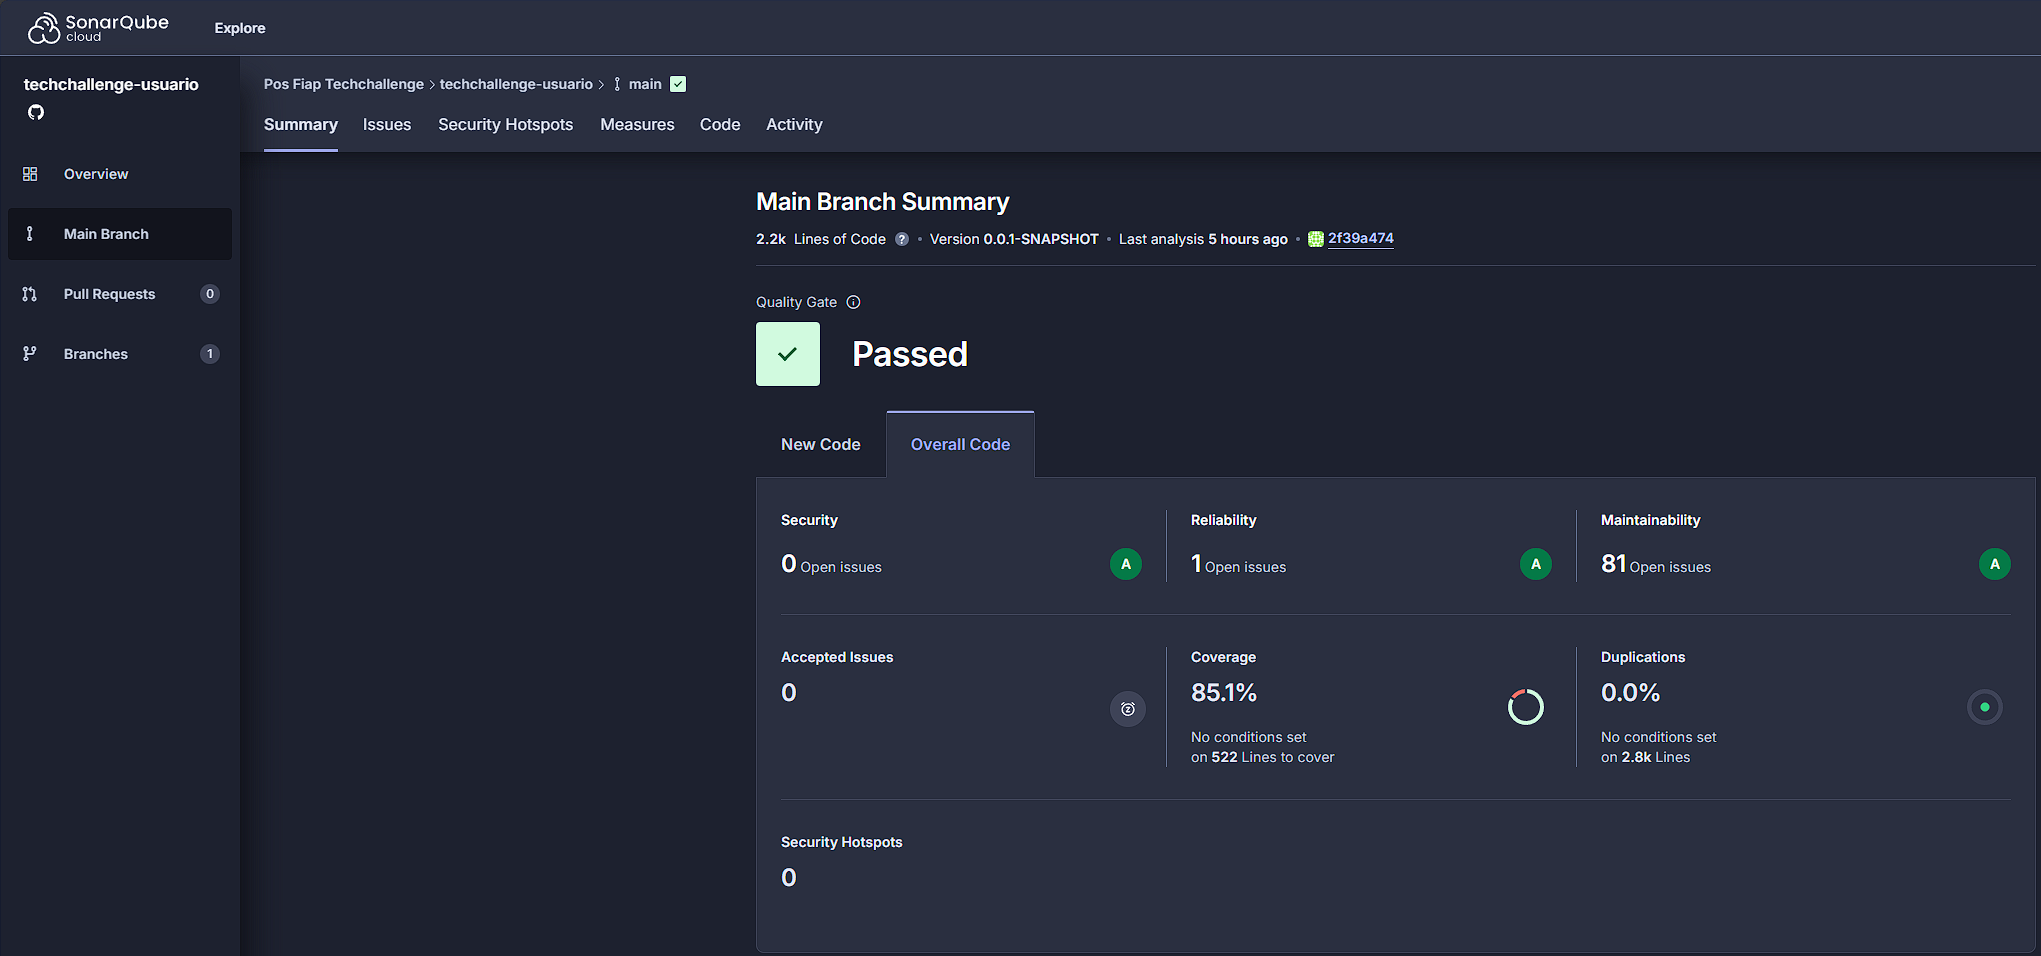 SonarQube
cloud
Explore
techchallenge-usuario
Overview
Main Branch
Pull Requests 0
Branches 1
Pos Fiap Techchallenge > techchallenge-usuario > main
Summary Issues Security Hotspots Measures Code Activity
Main Branch Summary
2.2k Lines of Code ? • Version 0.0.1-SNAPSHOT • Last analysis 5 hours ago • 2f39a474
Quality Gate
Passed
New Code Overall Code
Security
0 Open issues A
Reliability
1 Open issues A
Maintainability
81 Open issues A
Accepted Issues
0
Coverage
85.1%
No conditions set
on 522 Lines to cover
Duplications
0.0%
No conditions set
on 2.8k Lines
Security Hotspots
0